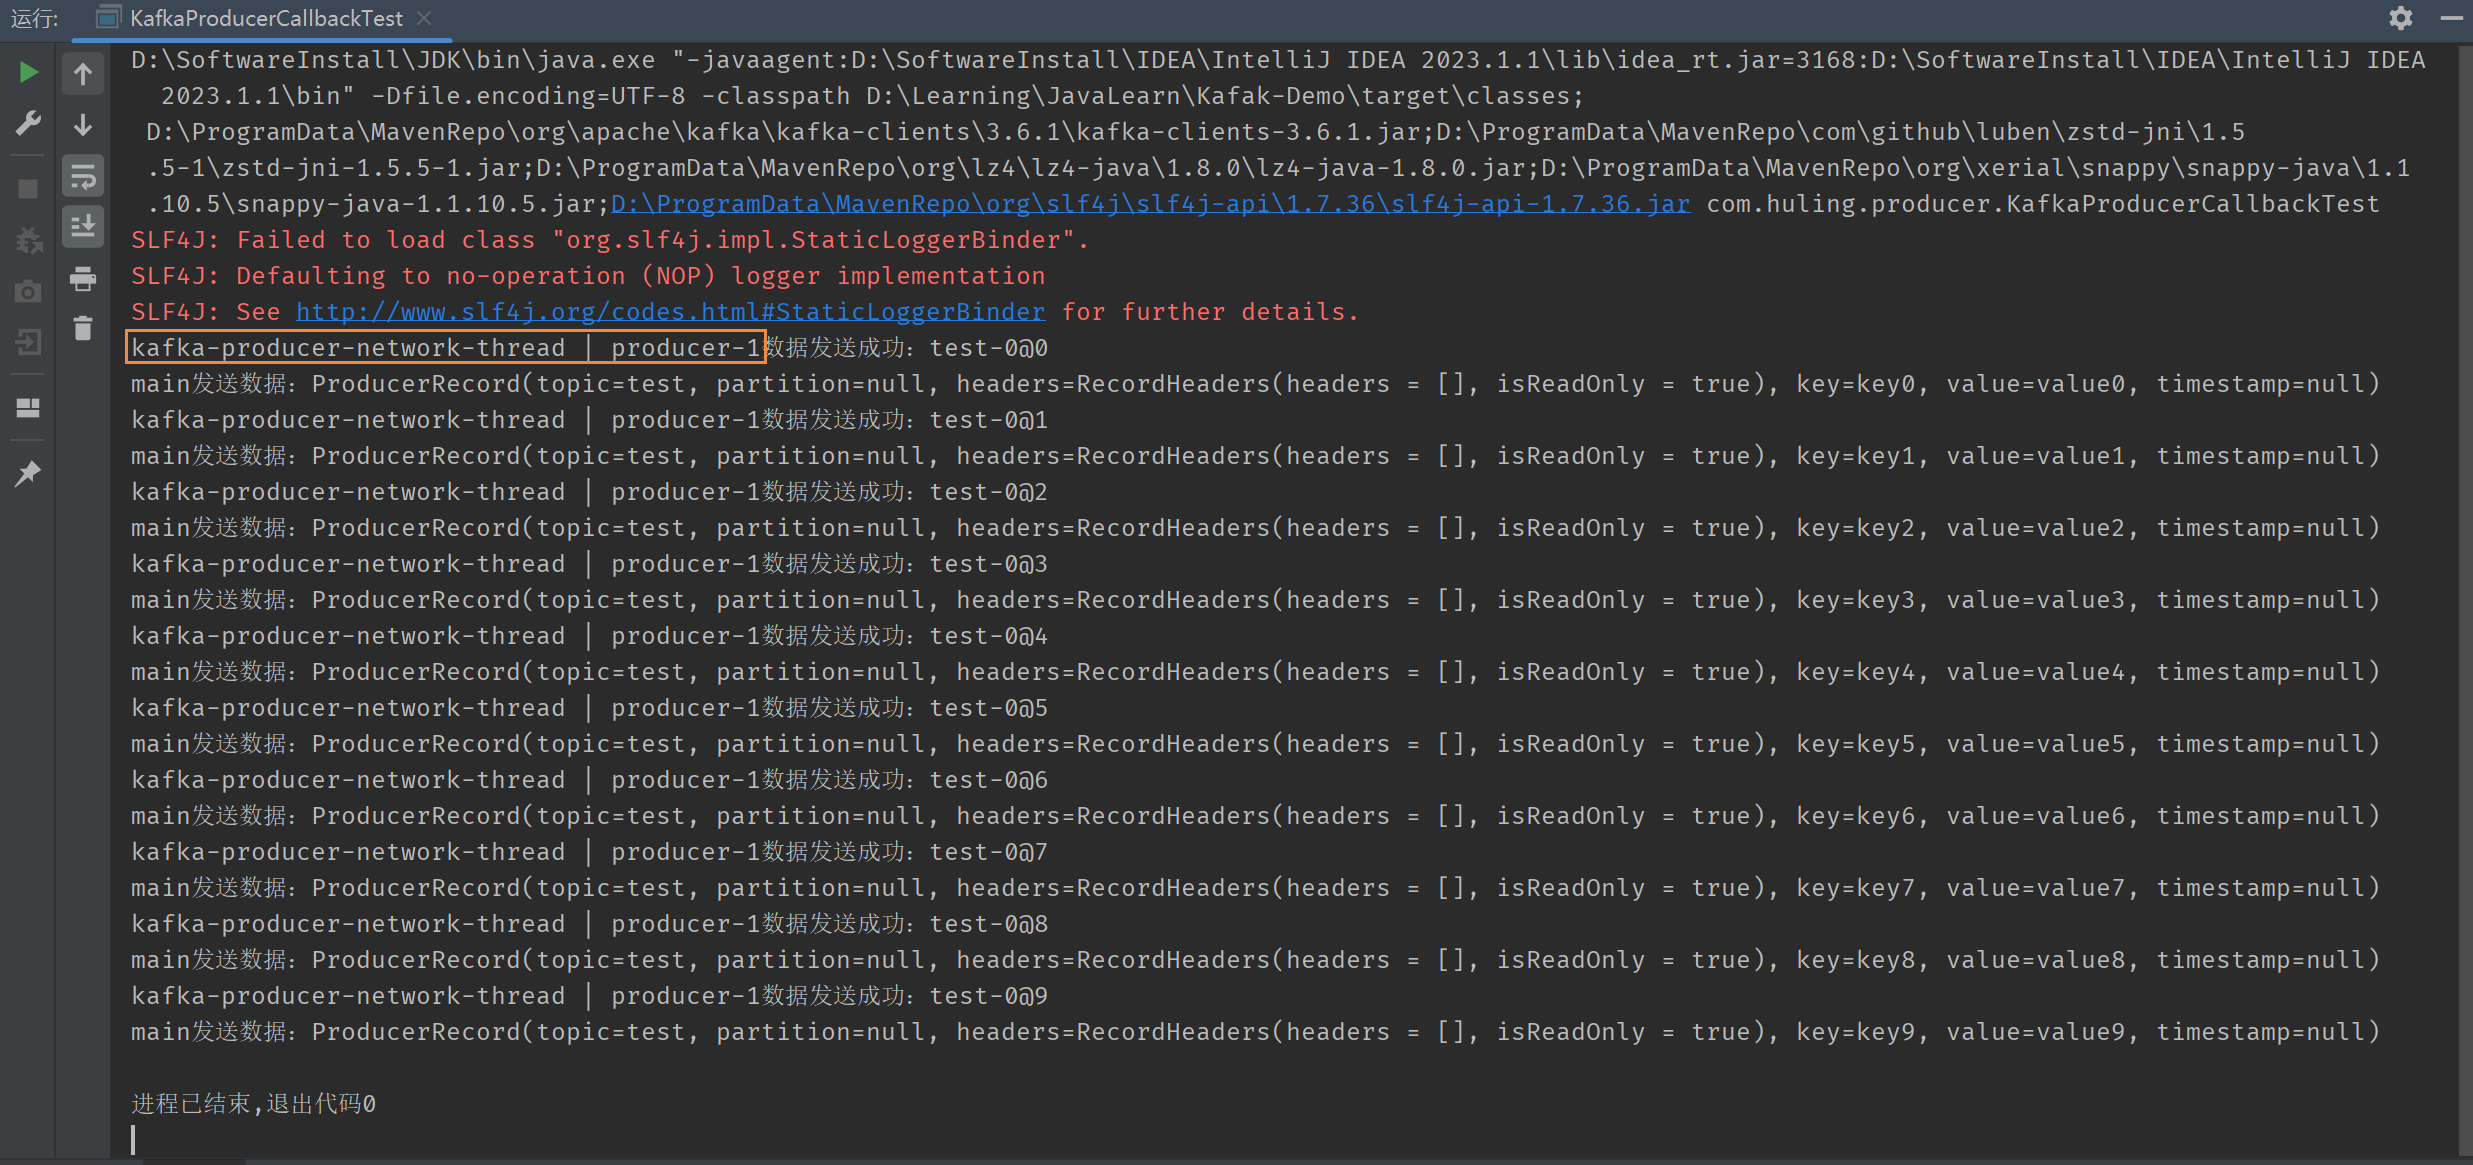 运行: KafkaProducerCallbackTest
D:\SoftwareInstall\JDK\bin\java.exe "-javaagent:D:\SoftwareInstall\IDEA\IntelliJ IDEA 2023.1.1\lib\idea_rt.jar=3168:D:\SoftwareInstall\IDEA\IntelliJ IDEA
2023.1.1\bin" -Dfile.encoding=UTF-8 -classpath D:\Learning\JavaLearn\Kafak-Demo\target\classes;
D:\ProgramData\MavenRepo\org\apache\kafka\kafka-clients\3.6.1\kafka-clients-3.6.1.jar;D:\ProgramData\MavenRepo\com\github\luben\zstd-jni\1.5
.5-1\zstd-jni-1.5.5-1.jar;D:\ProgramData\MavenRepo\org\lz4\lz4-java\1.8.0\lz4-java-1.8.0.jar;D:\ProgramData\MavenRepo\org\xerial\snappy\snappy-java\1.1
.10.5\snappy-java-1.1.10.5.jar;D:\ProgramData\MavenRepo\org\slf4j\slf4j-api\1.7.36\slf4j-api-1.7.36.jar com.huling.producer.KafkaProducerCallbackTest
SLF4J: Failed to load class "org.slf4j.impl.StaticLoggerBinder".
SLF4J: Defaulting to no-operation (NOP) logger implementation
SLF4J: See http://www.slf4j.org/codes.html#StaticLoggerBinder for further details.
kafka-producer-network-thread | producer-1数据发送成功：test-0@0
main发送数据：ProducerRecord(topic=test, partition=null, headers=RecordHeaders(headers = [], isReadOnly = true), key=key0, value=value0, timestamp=null)
kafka-producer-network-thread | producer-1数据发送成功：test-0@1
main发送数据：ProducerRecord(topic=test, partition=null, headers=RecordHeaders(headers = [], isReadOnly = true), key=key1, value=value1, timestamp=null)
kafka-producer-network-thread | producer-1数据发送成功：test-0@2
main发送数据：ProducerRecord(topic=test, partition=null, headers=RecordHeaders(headers = [], isReadOnly = true), key=key2, value=value2, timestamp=null)
kafka-producer-network-thread | producer-1数据发送成功：test-0@3
main发送数据：ProducerRecord(topic=test, partition=null, headers=RecordHeaders(headers = [], isReadOnly = true), key=key3, value=value3, timestamp=null)
kafka-producer-network-thread | producer-1数据发送成功：test-0@4
main发送数据：ProducerRecord(topic=test, partition=null, headers=RecordHeaders(headers = [], isReadOnly = true), key=key4, value=value4, timestamp=null)
kafka-producer-network-thread | producer-1数据发送成功：test-0@5
main发送数据：ProducerRecord(topic=test, partition=null, headers=RecordHeaders(headers = [], isReadOnly = true), key=key5, value=value5, timestamp=null)
kafka-producer-network-thread | producer-1数据发送成功：test-0@6
main发送数据：ProducerRecord(topic=test, partition=null, headers=RecordHeaders(headers = [], isReadOnly = true), key=key6, value=value6, timestamp=null)
kafka-producer-network-thread | producer-1数据发送成功：test-0@7
main发送数据：ProducerRecord(topic=test, partition=null, headers=RecordHeaders(headers = [], isReadOnly = true), key=key7, value=value7, timestamp=null)
kafka-producer-network-thread | producer-1数据发送成功：test-0@8
main发送数据：ProducerRecord(topic=test, partition=null, headers=RecordHeaders(headers = [], isReadOnly = true), key=key8, value=value8, timestamp=null)
kafka-producer-network-thread | producer-1数据发送成功：test-0@9
main发送数据：ProducerRecord(topic=test, partition=null, headers=RecordHeaders(headers = [], isReadOnly = true), key=key9, value=value9, timestamp=null)
进程已结束,退出代码0